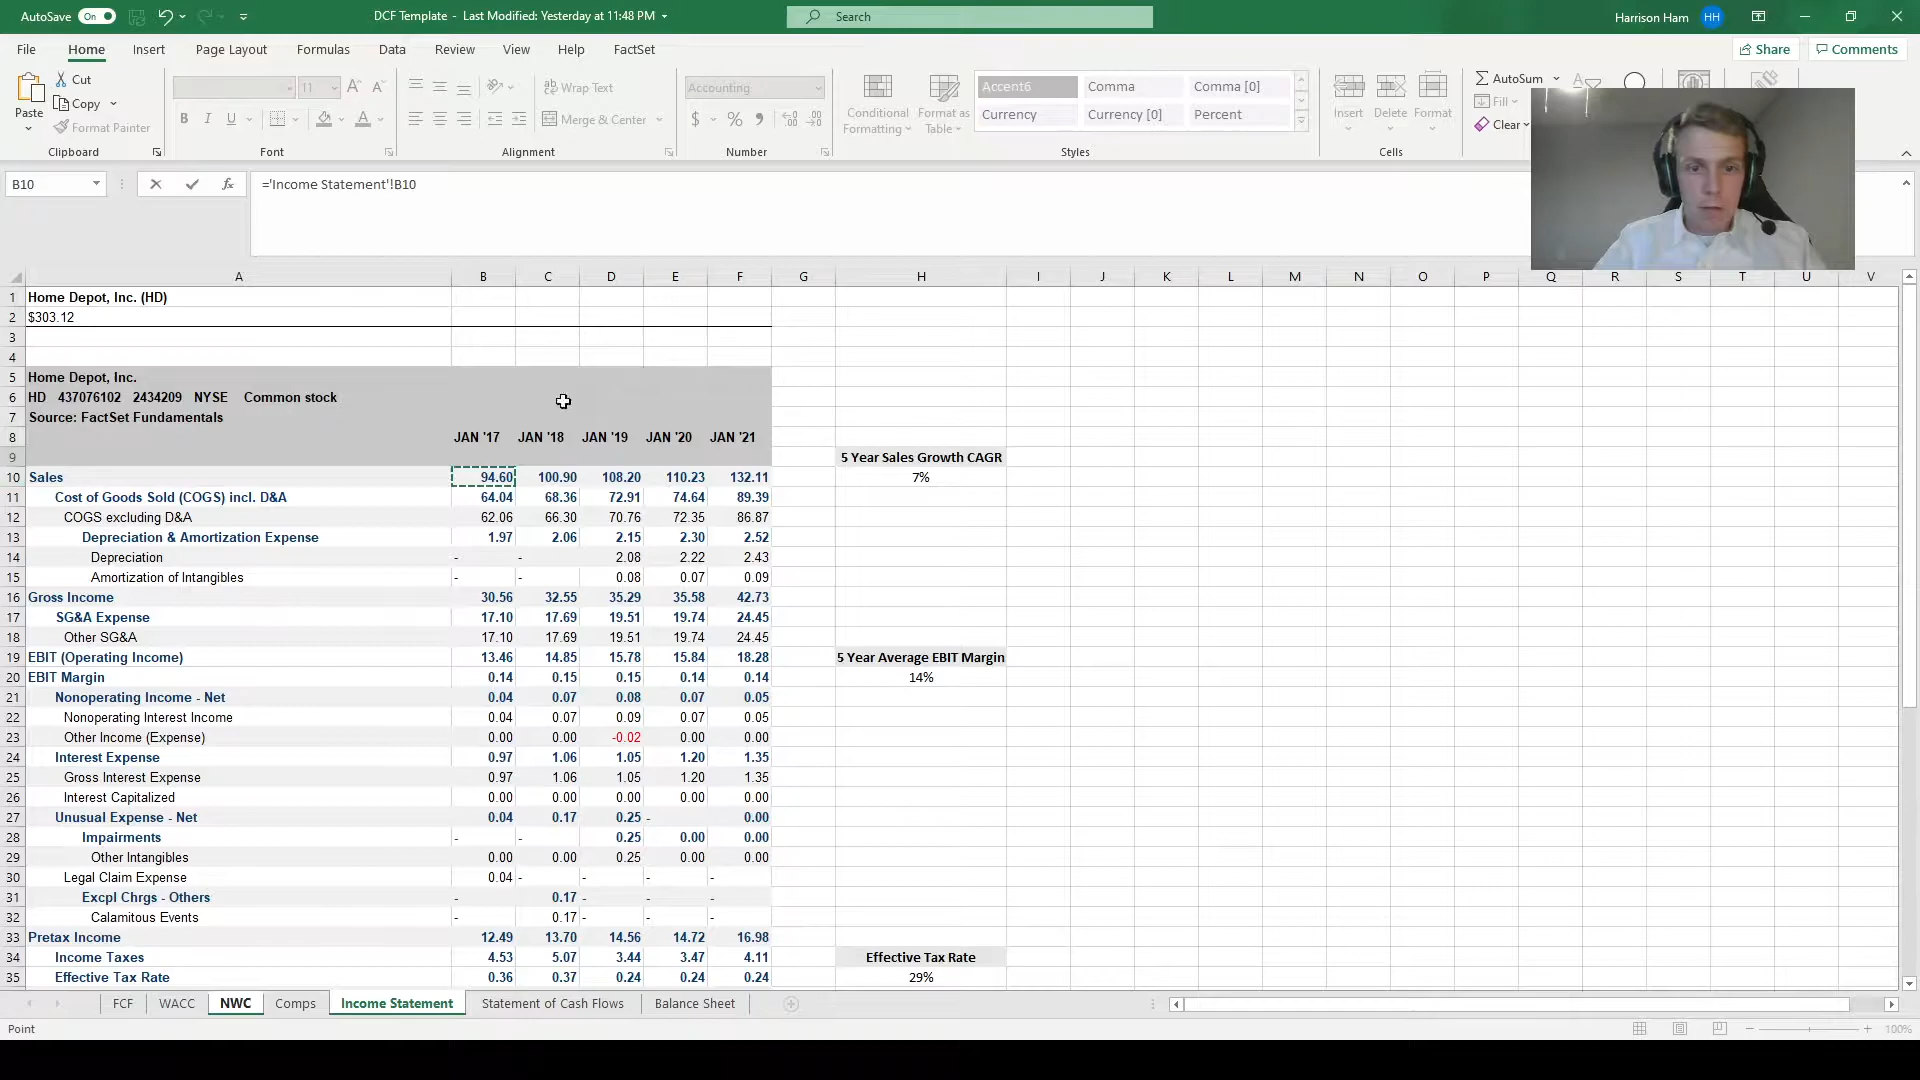 AutoSave On DCF Template - Last Modified: Yesterday at 11:48 PM Search Harrison Ham HH
File Home Insert Page Layout Formulas Data Review View Help FactSet Share Comments
Paste Cut Copy Format Painter Clipboard
11 A A B I U A Font
Wrap Text Merge & Center Alignment
Accounting $ % Number
Conditional Formatting Format as Table
Accent6 Comma Comma [0]
Currency Currency [0] Percent
Styles
Insert Delete Format Cells
AutoSum Fill Clear
B10 fx ='Income Statement'!B10
A B C D E F G H I J K L M N O P Q R S T U V
1 Home Depot, Inc. (HD)
2 $303.12
3
4
5 Home Depot, Inc.
6 HD 437076102 2434209 NYSE Common stock
7 Source: FactSet Fundamentals
8 JAN '17 JAN '18 JAN '19 JAN '20 JAN '21
9 5 Year Sales Growth CAGR
10 Sales 94.60 100.90 108.20 110.23 132.11 7%
11 Cost of Goods Sold (COGS) incl. D&A 64.04 68.36 72.91 74.64 89.39
12 COGS excluding D&A 62.06 66.30 70.76 72.35 86.87
13 Depreciation & Amortization Expense 1.97 2.06 2.15 2.30 2.52
14 Depreciation - - 2.08 2.22 2.43
15 Amortization of Intangibles - - 0.08 0.07 0.09
16 Gross Income 30.56 32.55 35.29 35.58 42.73
17 SG&A Expense 17.10 17.69 19.51 19.74 24.45
18 Other SG&A 17.10 17.69 19.51 19.74 24.45
19 EBIT (Operating Income) 13.46 14.85 15.78 15.84 18.28 5 Year Average EBIT Margin
20 EBIT Margin 0.14 0.15 0.15 0.14 0.14 14%
21 Nonoperating Income - Net 0.04 0.07 0.08 0.07 0.05
22 Nonoperating Interest Income 0.04 0.07 0.09 0.07 0.05
23 Other Income (Expense) 0.00 0.00 -0.02 0.00 0.00
24 Interest Expense 0.97 1.06 1.05 1.20 1.35
25 Gross Interest Expense 0.97 1.06 1.05 1.20 1.35
26 Interest Capitalized 0.00 0.00 0.00 0.00 0.00
27 Unusual Expense - Net 0.04 0.17 0.25 - 0.00
28 Impairments - - 0.25 0.00 0.00
29 Other Intangibles 0.00 0.00 0.25 0.00 0.00
30 Legal Claim Expense 0.04 - - - -
31 Excpl Chrgs - Others - 0.17 - - -
32 Calamitous Events - 0.17 - - -
33 Pretax Income 12.49 13.70 14.56 14.72 16.98
34 Income Taxes 4.53 5.07 3.44 3.47 4.11 Effective Tax Rate
35 Effective Tax Rate 0.36 0.37 0.24 0.24 0.24 29%
FCF WACC NWC Comps Income Statement Statement of Cash Flows Balance Sheet
Point 100%